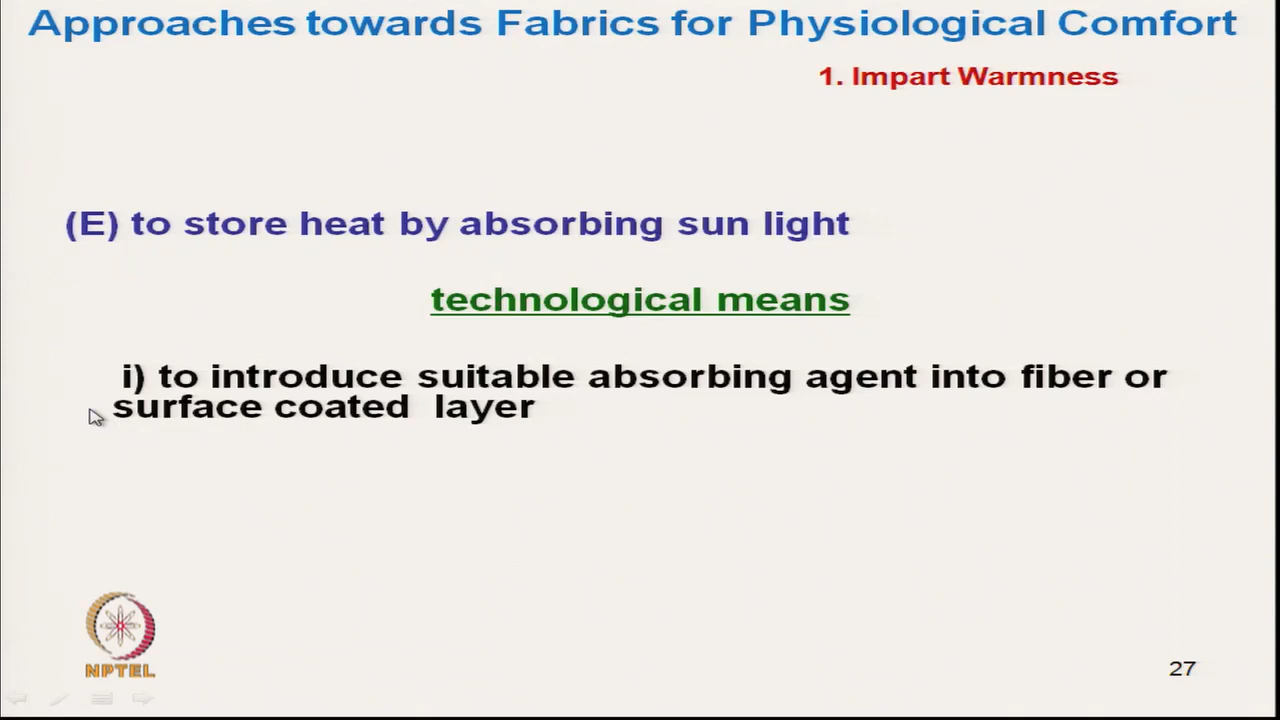 Approaches towards Fabrics for Physiological Comfort
1. Impart Warmness
(E) to store heat by absorbing sun light
technological means
i) to introduce suitable absorbing agent into fiber or
surface coated layer
NPTEL
27